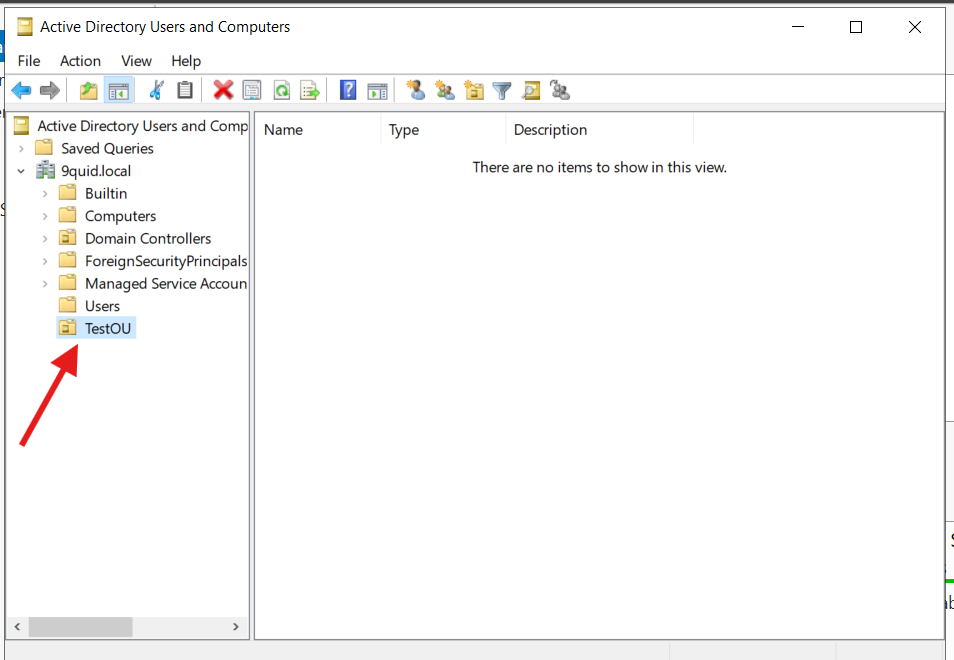 Active Directory Users and Computers
File Action View Help
Active Directory Users and Comp
Saved Queries
9quid.local
Builtin
Computers
Domain Controllers
ForeignSecurityPrincipals
Managed Service Accoun
Users
TestOU
Name Type Description
There are no items to show in this view.